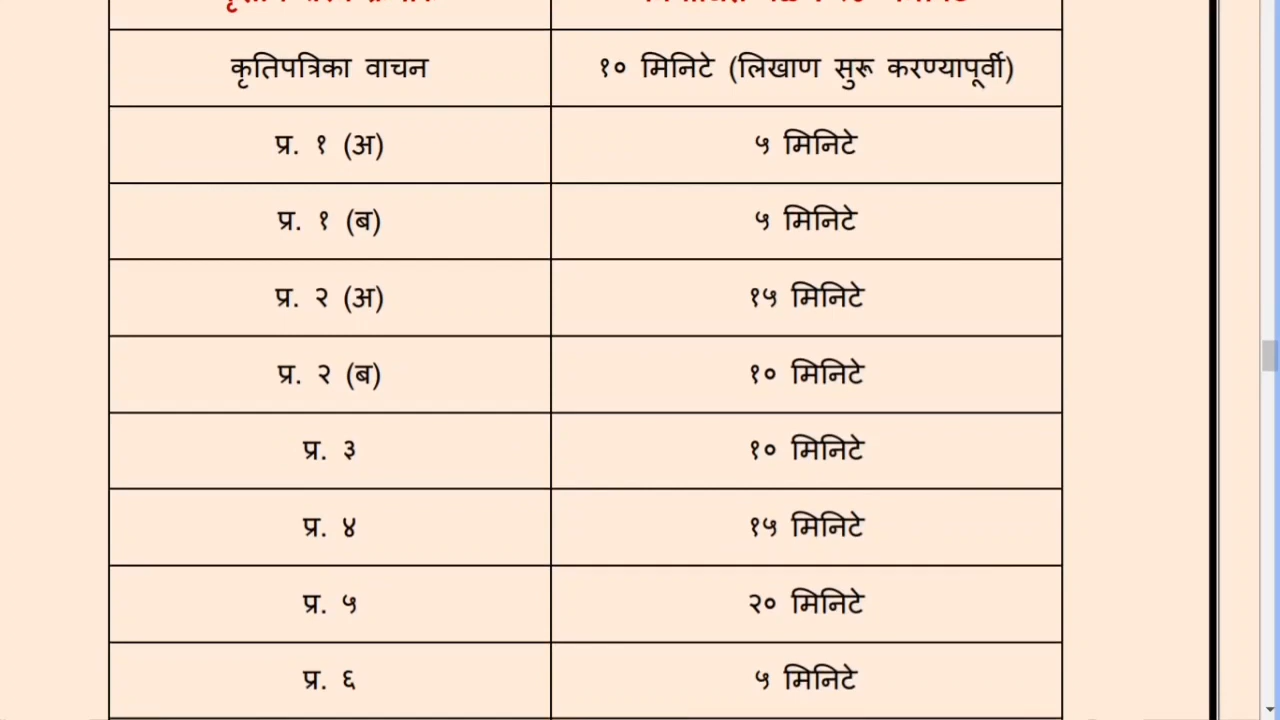 कृतिपत्रिका वाचन १० मिनिटे (लिखाण सुरू करण्यापूर्वी)
प्र. १ (अ) ५ मिनिटे
प्र. १ (ब) ५ मिनिटे
प्र. २ (अ) १५ मिनिटे
प्र. २ (ब) १० मिनिटे
प्र. ३ १० मिनिटे
प्र. ४ १५ मिनिटे
प्र. ५ २० मिनिटे
प्र. ६ ५ मिनिटे